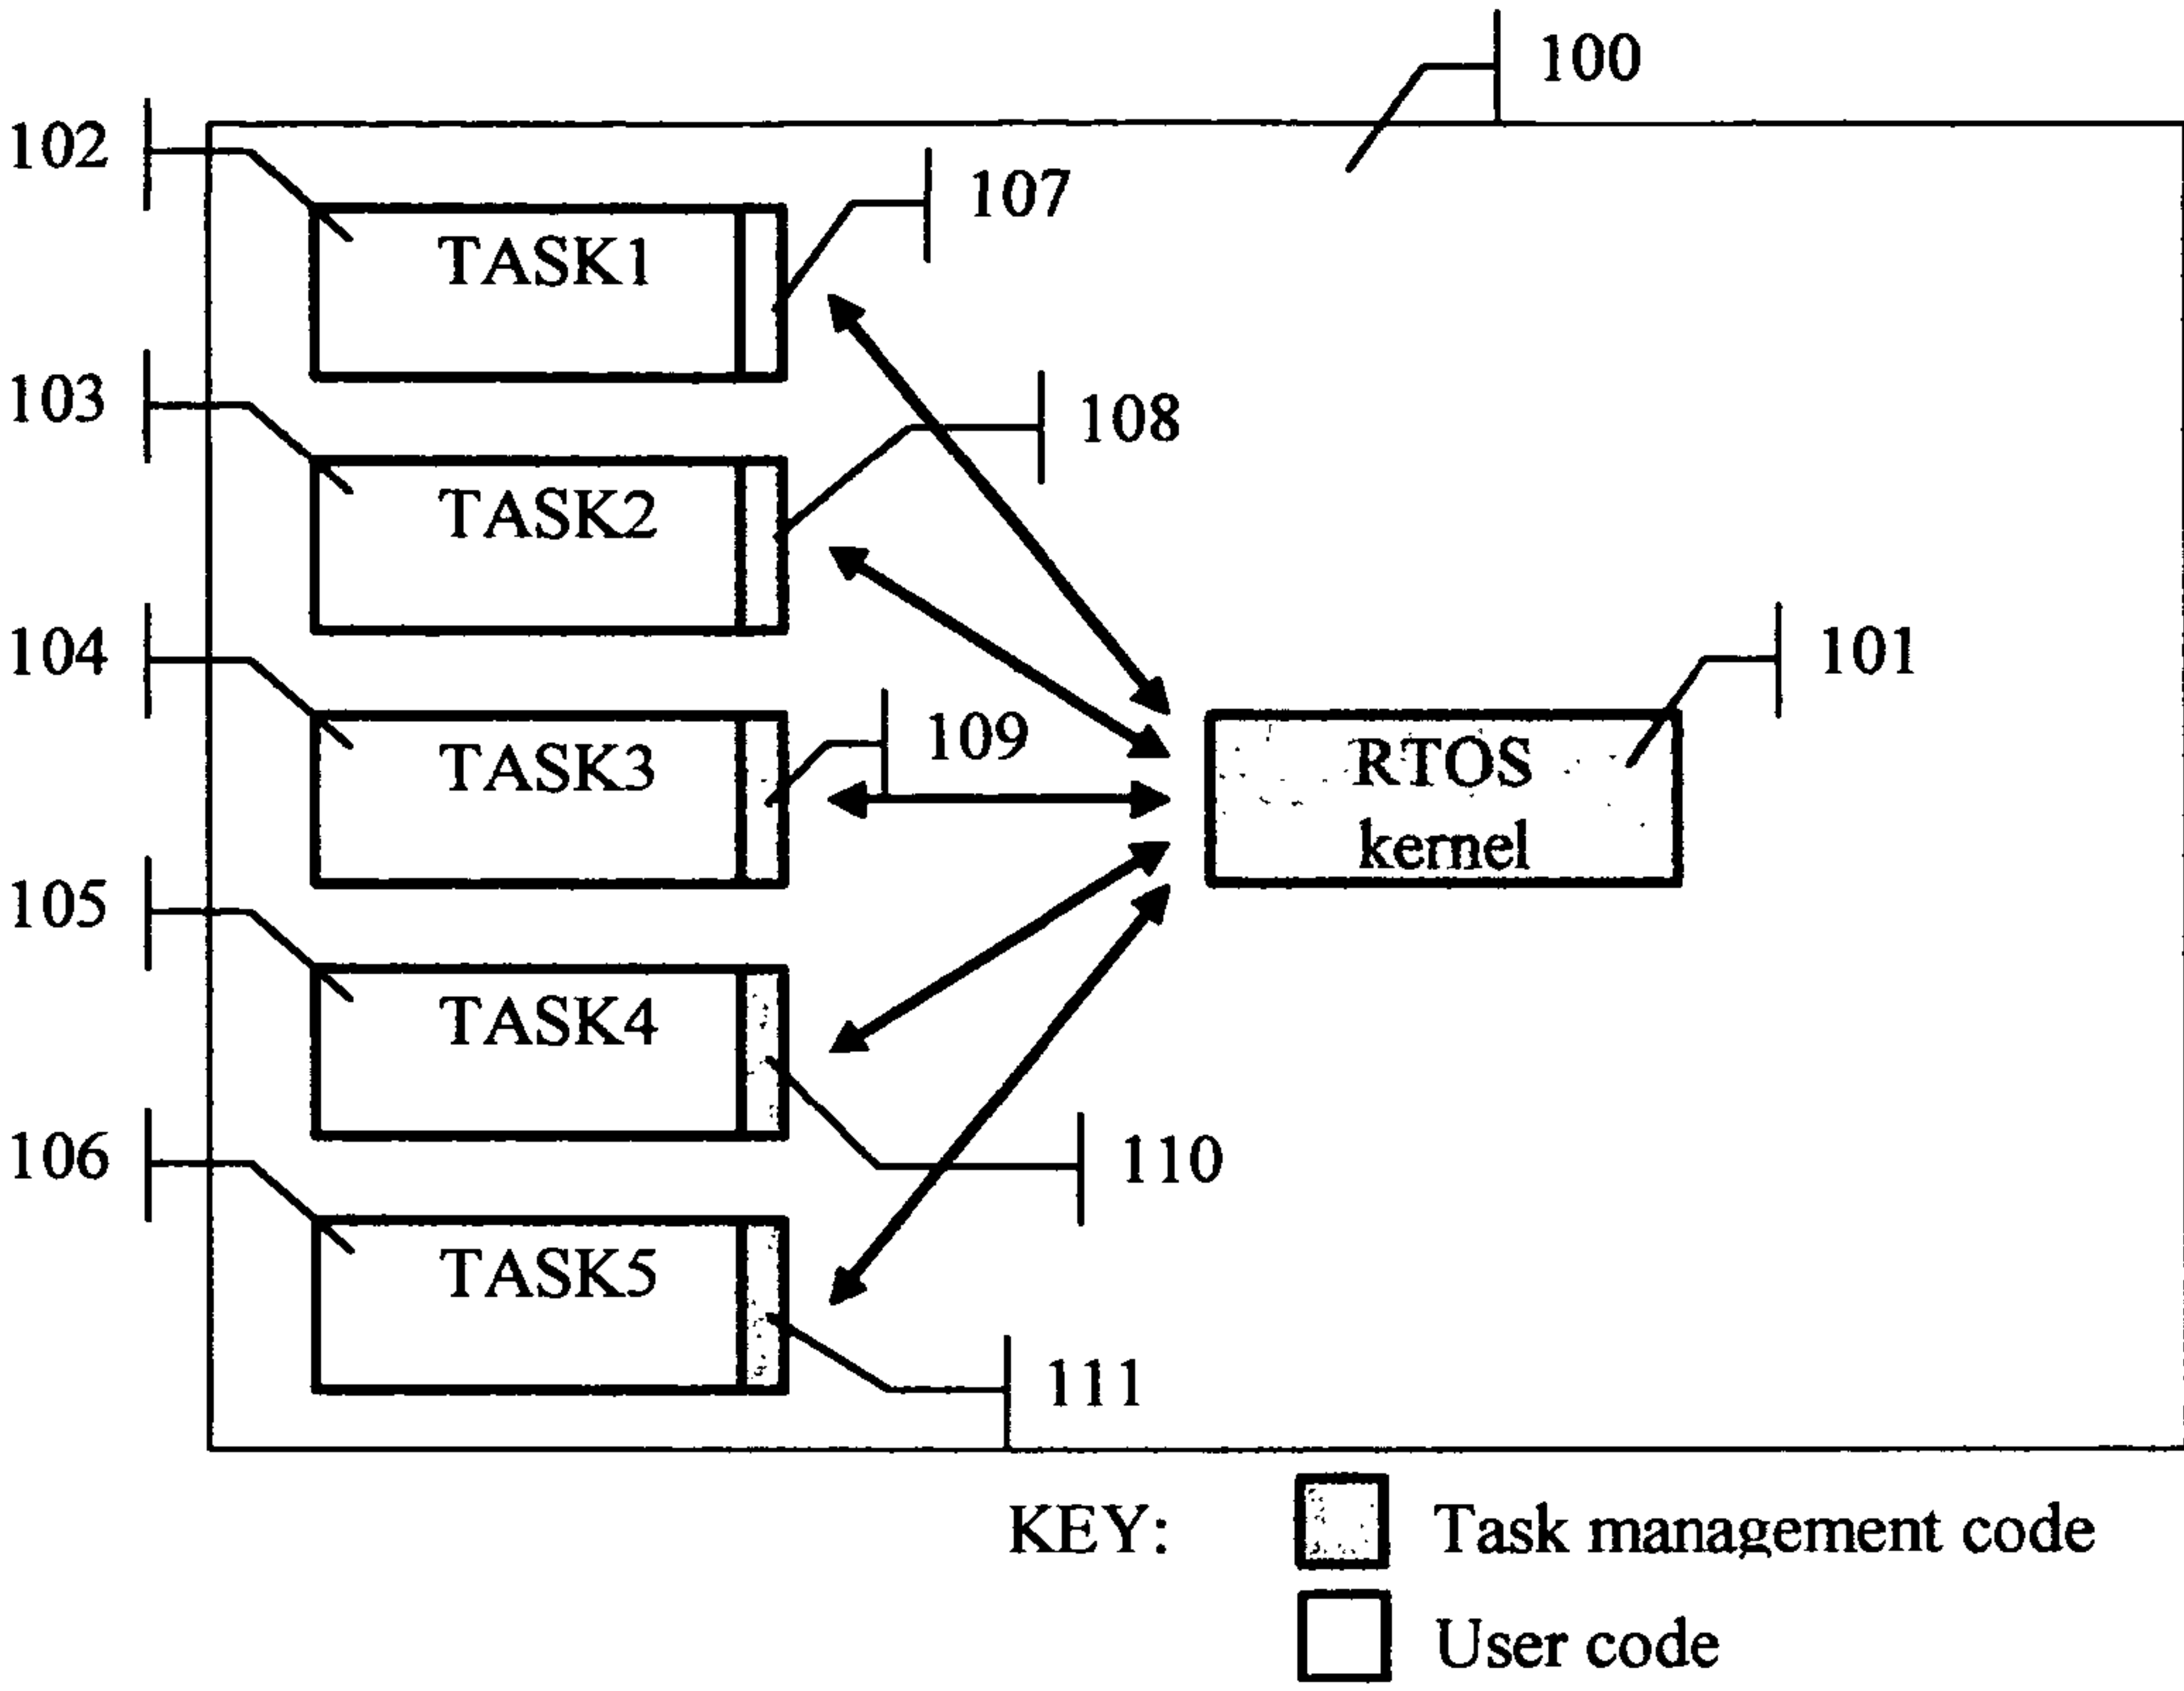 100
102
107
TASK1
103
108
TASK2
104
101
109
TASK3
RTOS
kernel
105
TASK4
110
106
TASK5
111
KEY:
Task management code
User code